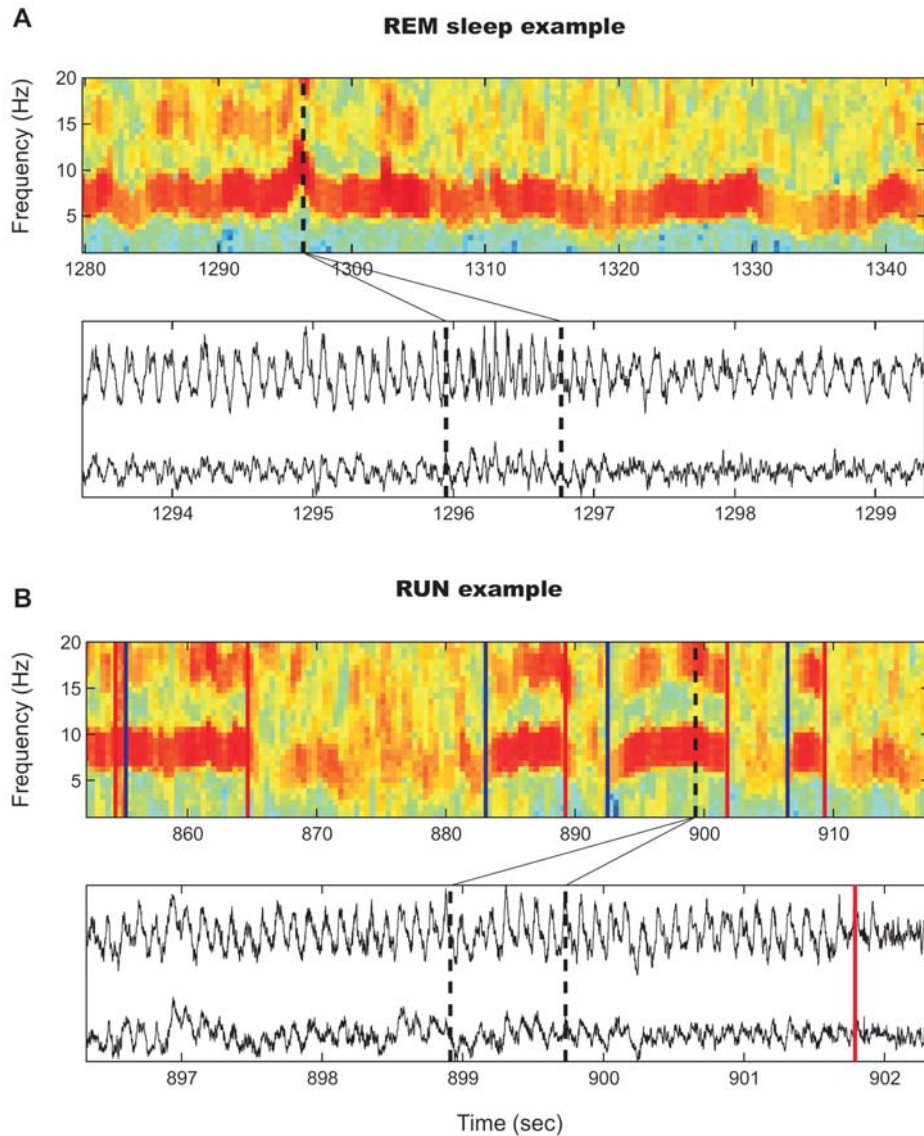 A
REM sleep example
Frequency (Hz)
20
15
10
5
1280 1290 1300 1310 1320 1330 1340
1294 1295 1296 1297 1298 1299
B
RUN example
Frequency (Hz)
20
15
10
5
860 870 880 890 900 910
897 898 899 900 901 902
Time (sec)